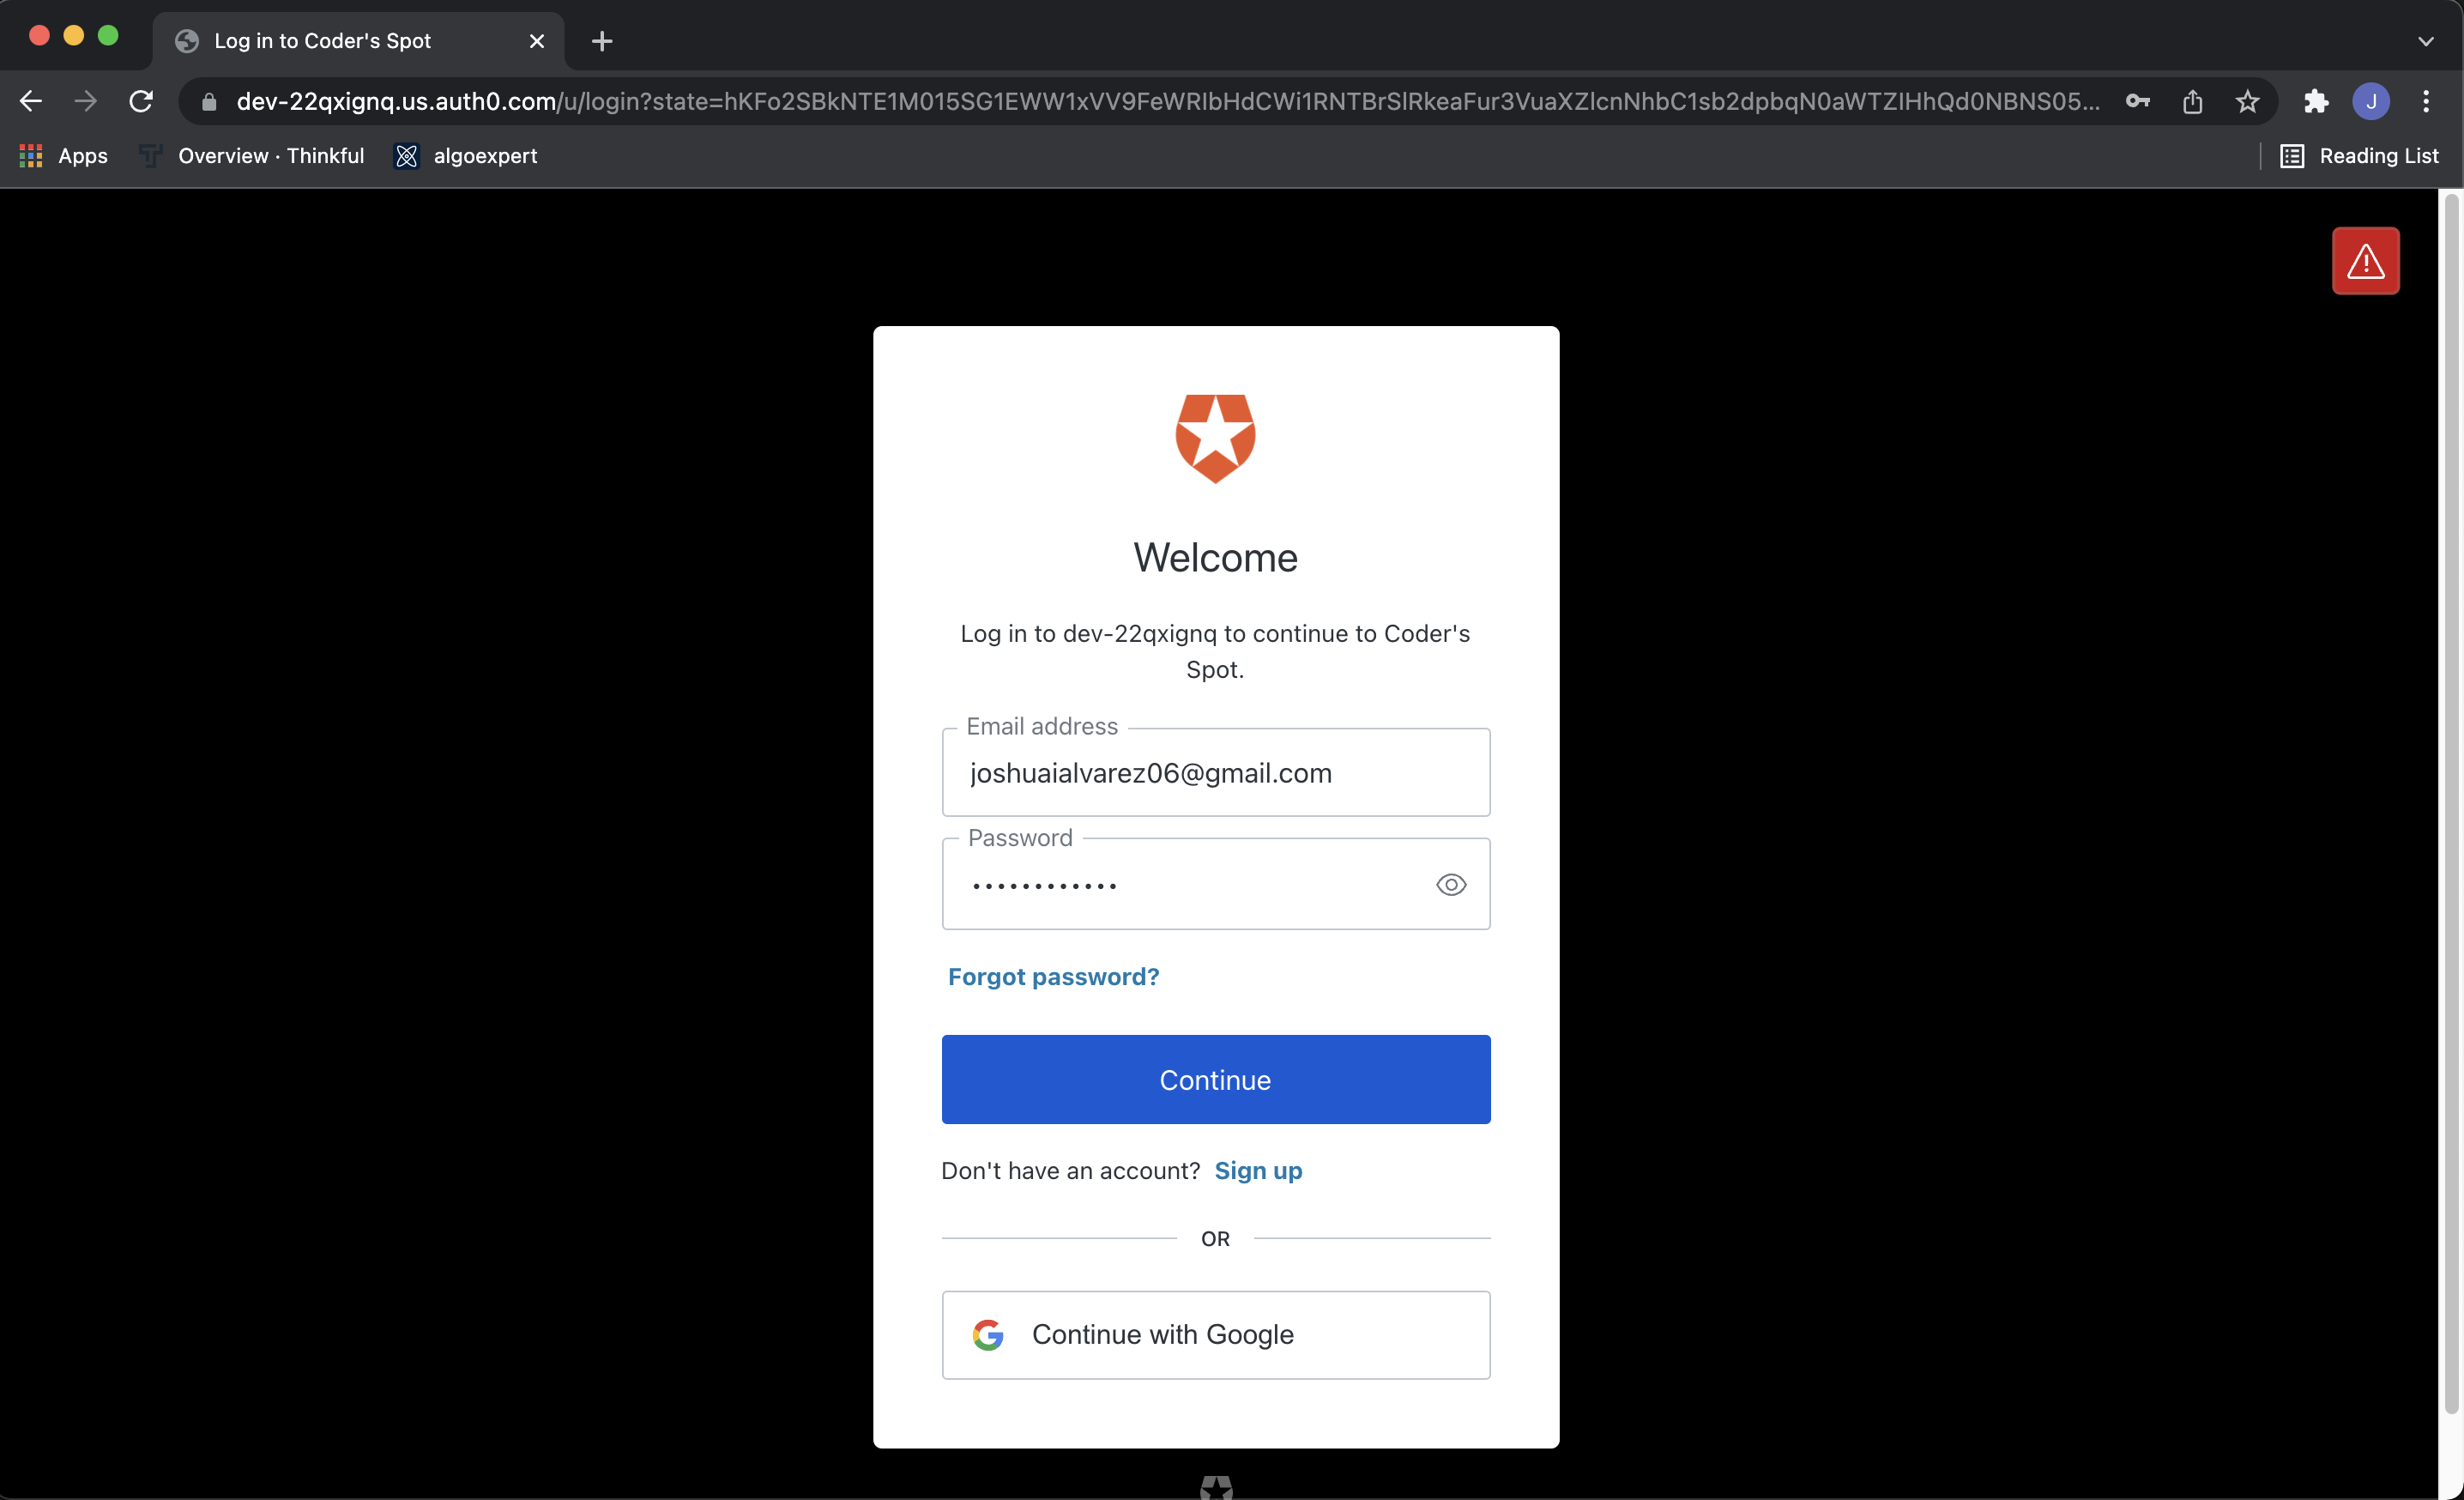 Log in to Coder's Spot
dev-22qxignq.us.auth0.com/u/login?state=hKFo2SBkNTE1M015SG1EWW1xVV9FeWRIbHdCWi1RNTBrSlRkeaFur3VuaXZlcnNhbC1sb2dpbqN0aWTZIHhQd0NBNS05...
J
Apps
Overview · Thinkful
algoexpert
Reading List
Welcome
Log in to dev-22qxignq to continue to Coder's
Spot.
Email address
joshuaialvarez06@gmail.com
Password
••••••••••••
Forgot password?
Continue
Don't have an account? Sign up
OR
Continue with Google